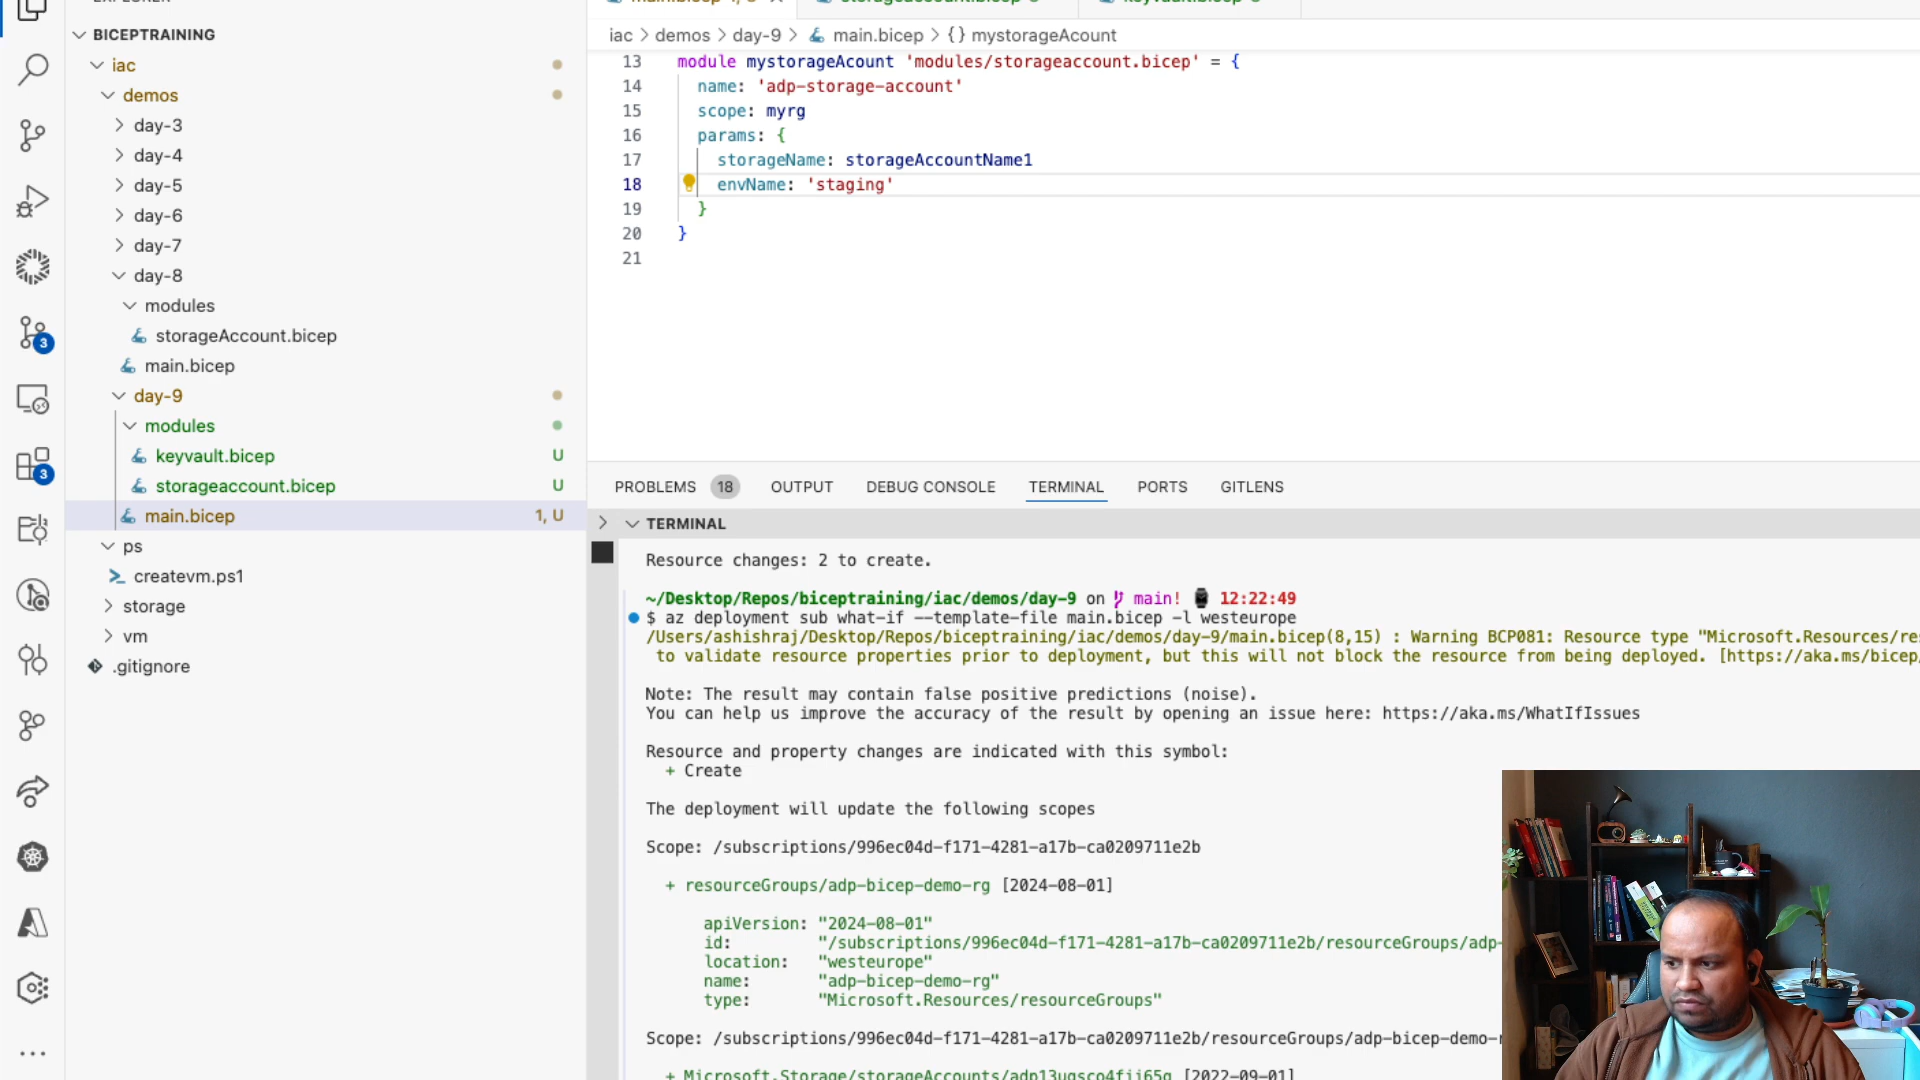 BICEPTRAINING
iac
demos
day-3
day-4
day-5
day-6
day-7
day-8
modules
storageAccount.bicep
main.bicep
day-9
modules
keyvault.bicep U
storageaccount.bicep U
main.bicep 1, U
ps
createvm.ps1
storage
vm
.gitignore
3
3
iac > demos > day-9 > main.bicep > {} mystorageAcount
13 module mystorageAcount 'modules/storageaccount.bicep' = {
14 name: 'adp-storage-account'
15 scope: myrg
16 params: {
17 storageName: storageAccountName1
18 envName: 'staging'
19 }
20 }
21
PROBLEMS 18 OUTPUT DEBUG CONSOLE TERMINAL PORTS GITLENS
TERMINAL
Resource changes: 2 to create.
~/Desktop/Repos/biceptraining/iac/demos/day-9 on main! 12:22:49
$ az deployment sub what-if --template-file main.bicep -l westeurope
/Users/ashishraj/Desktop/Repos/biceptraining/iac/demos/day-9/main.bicep(8,15) : Warning BCP081: Resource type "Microsoft.Resources/re
to validate resource properties prior to deployment, but this will not block the resource from being deployed. [https://aka.ms/bicep
Note: The result may contain false positive predictions (noise).
You can help us improve the accuracy of the result by opening an issue here: https://aka.ms/WhatIfIssues
Resource and property changes are indicated with this symbol:
+ Create
The deployment will update the following scopes
Scope: /subscriptions/996ec04d-f171-4281-a17b-ca0209711e2b
+ resourceGroups/adp-bicep-demo-rg [2024-08-01]
apiVersion: "2024-08-01"
id: "/subscriptions/996ec04d-f171-4281-a17b-ca0209711e2b/resourceGroups/adp-
location: "westeurope"
name: "adp-bicep-demo-rg"
type: "Microsoft.Resources/resourceGroups"
Scope: /subscriptions/996ec04d-f171-4281-a17b-ca0209711e2b/resourceGroups/adp-bicep-demo-r
+ Microsoft.Storage/storageAccounts/ [2022-09-01]